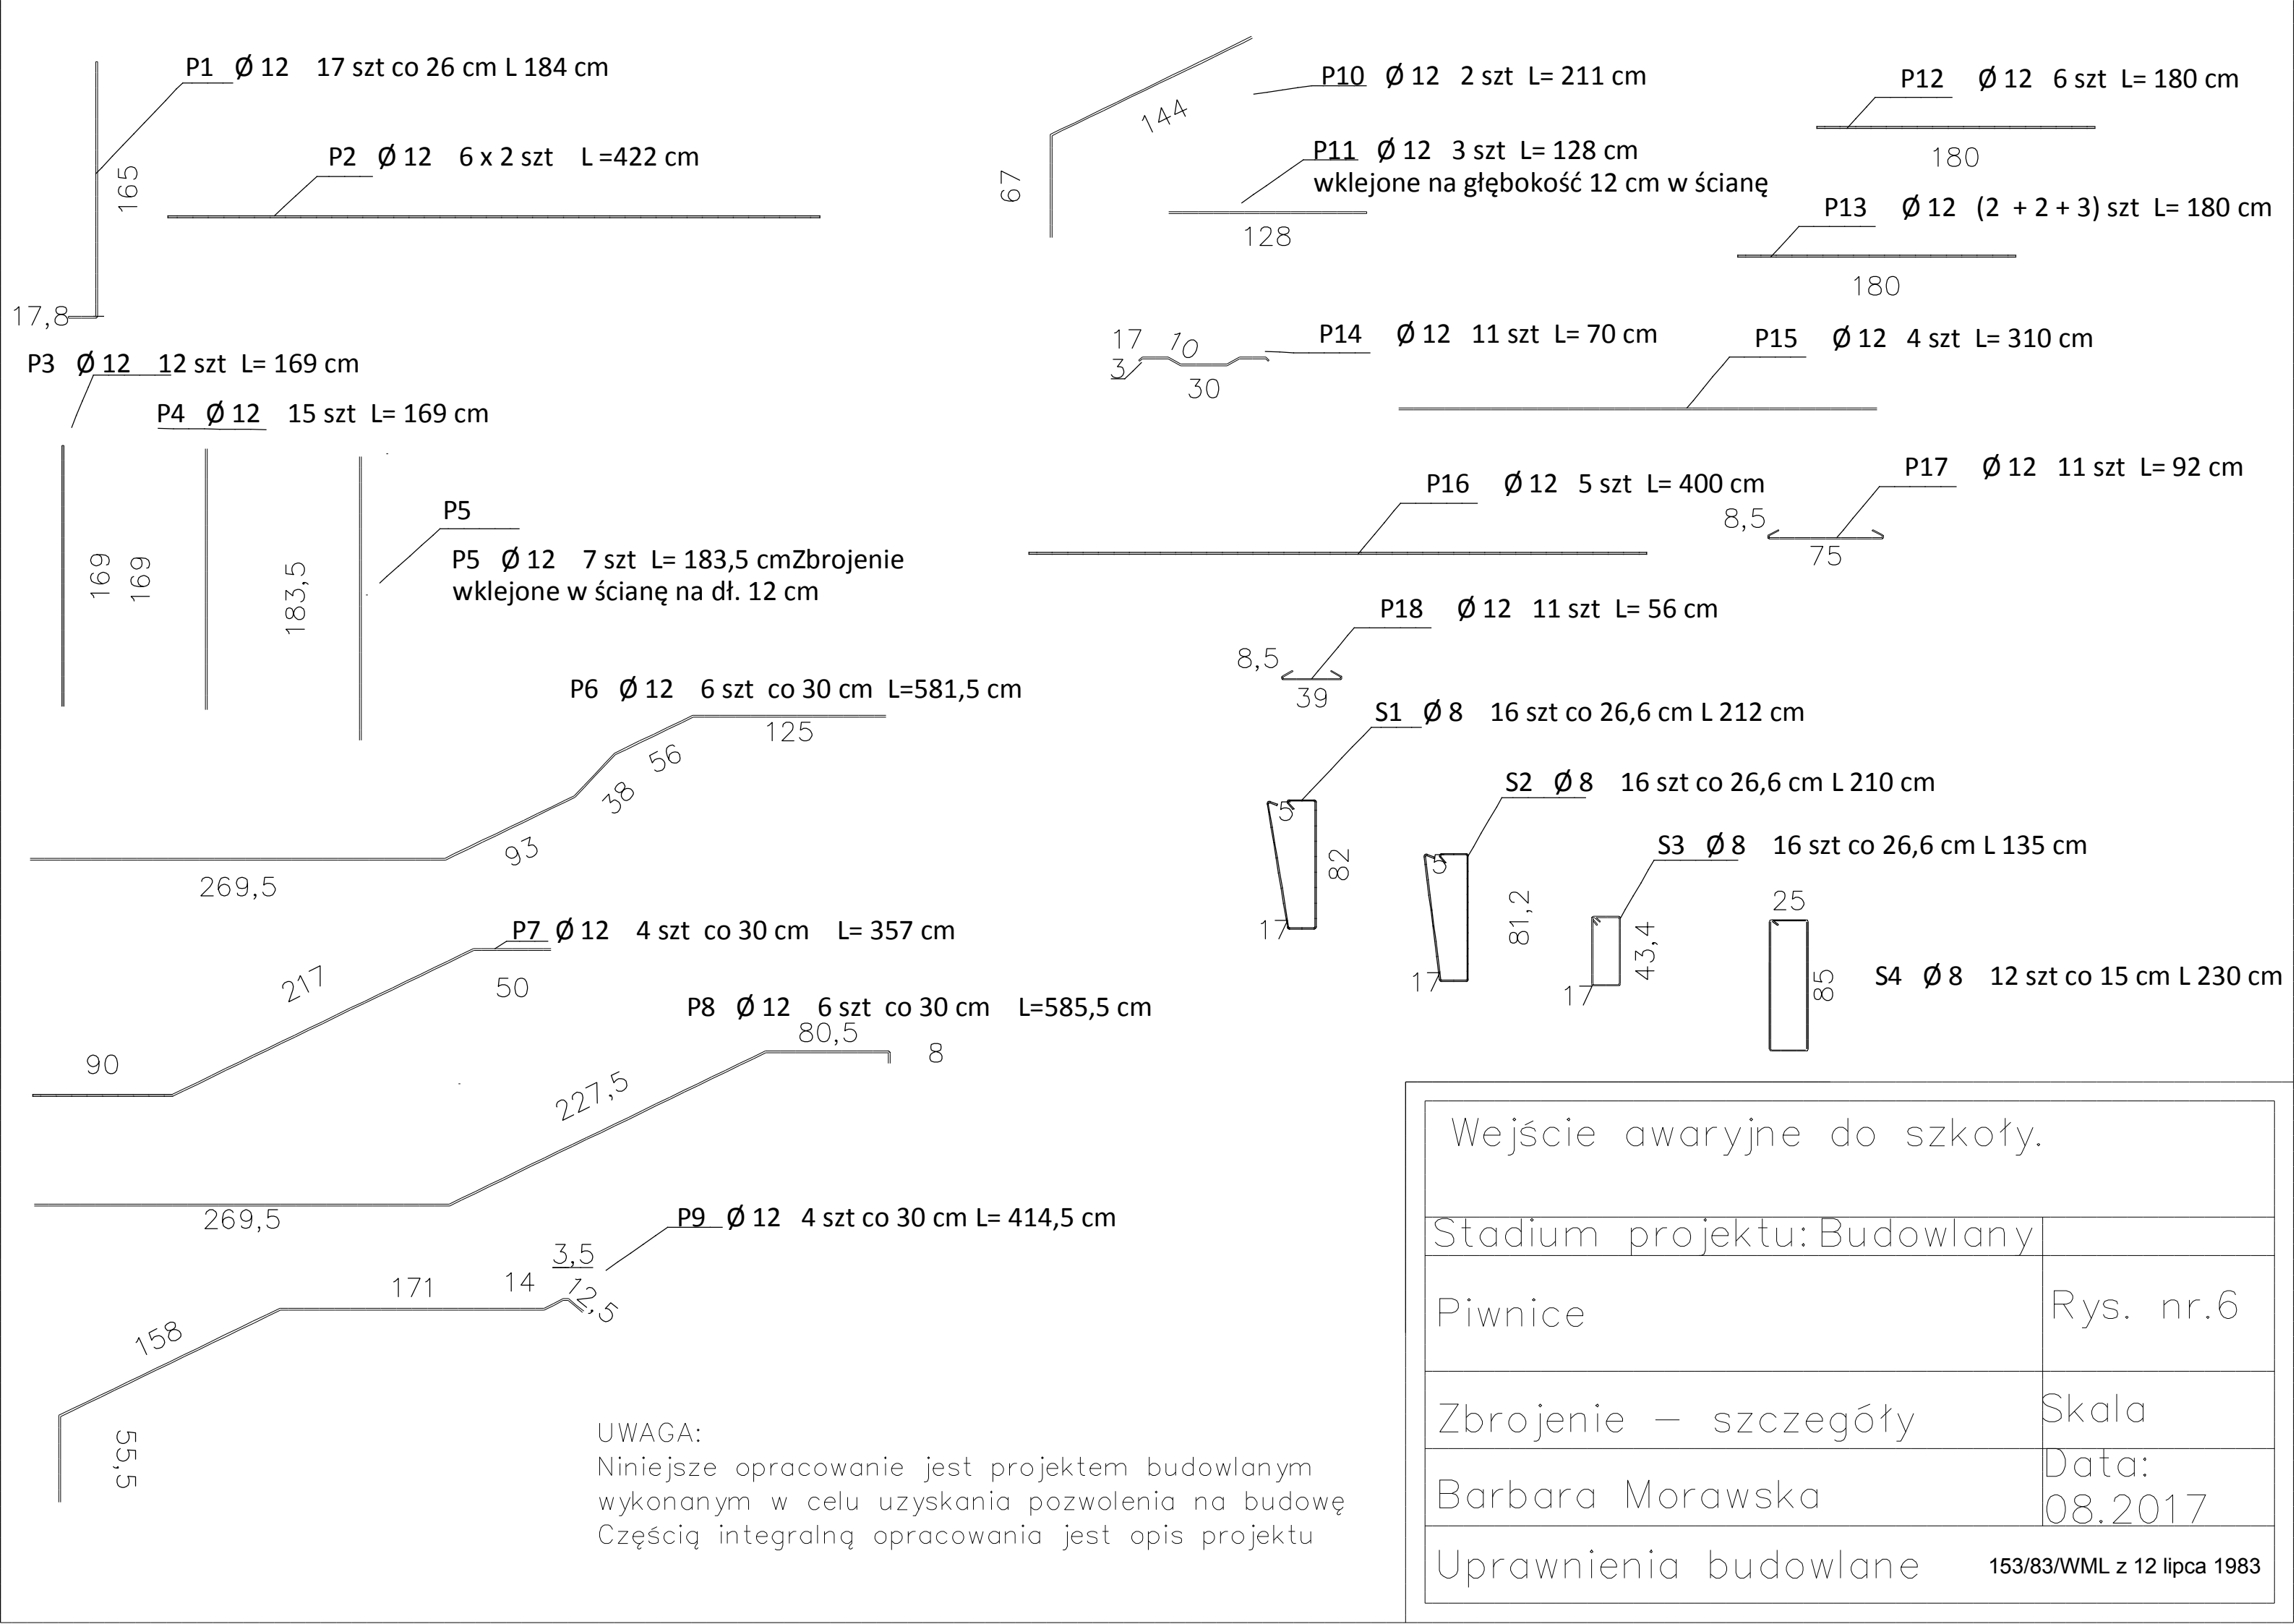 P1 Ø 12 17 szt co 26 cm L 184 cm
165
17,8
P2 Ø 12 6 x 2 szt L =422 cm
P3 Ø 12 12 szt L= 169 cm
169
P4 Ø 12 15 szt L= 169 cm
169
P5
P5 Ø 12 7 szt L= 183,5 cmZbrojenie
wklejone w ścianę na dł. 12 cm
183,5
P6 Ø 12 6 szt co 30 cm L=581,5 cm
125
56
38
93
269,5
P7 Ø 12 4 szt co 30 cm L= 357 cm
217
50
90
P8 Ø 12 6 szt co 30 cm L=585,5 cm
80,5
8
227,5
269,5
P9 Ø 12 4 szt co 30 cm L= 414,5 cm
3,5
171
14
12,5
158
55,5
P10 Ø 12 2 szt L= 211 cm
144
67
P11 Ø 12 3 szt L= 128 cm
wklejone na głębokość 12 cm w ścianę
128
P12 Ø 12 6 szt L= 180 cm
180
P13 Ø 12 (2 + 2 + 3) szt L= 180 cm
180
P14 Ø 12 11 szt L= 70 cm
17
10
3
30
P15 Ø 12 4 szt L= 310 cm
P16 Ø 12 5 szt L= 400 cm
P17 Ø 12 11 szt L= 92 cm
8,5
75
P18 Ø 12 11 szt L= 56 cm
8,5
39
S1 Ø 8 16 szt co 26,6 cm L 212 cm
5
82
17
S2 Ø 8 16 szt co 26,6 cm L 210 cm
5
81,2
17
S3 Ø 8 16 szt co 26,6 cm L 135 cm
43,4
17
25
85
S4 Ø 8 12 szt co 15 cm L 230 cm
UWAGA:
Niniejsze opracowanie jest projektem budowlanym
wykonanym w celu uzyskania pozwolenia na budowę
Częścią integralną opracowania jest opis projektu
Wejście awaryjne do szkoły.
Stadium projektu: Budowlany
Piwnice
Rys. nr.6
Zbrojenie – szczegóły
Skala
Barbara Morawska
Data:
08.2017
Uprawnienia budowlane
153/83/WML z 12 lipca 1983